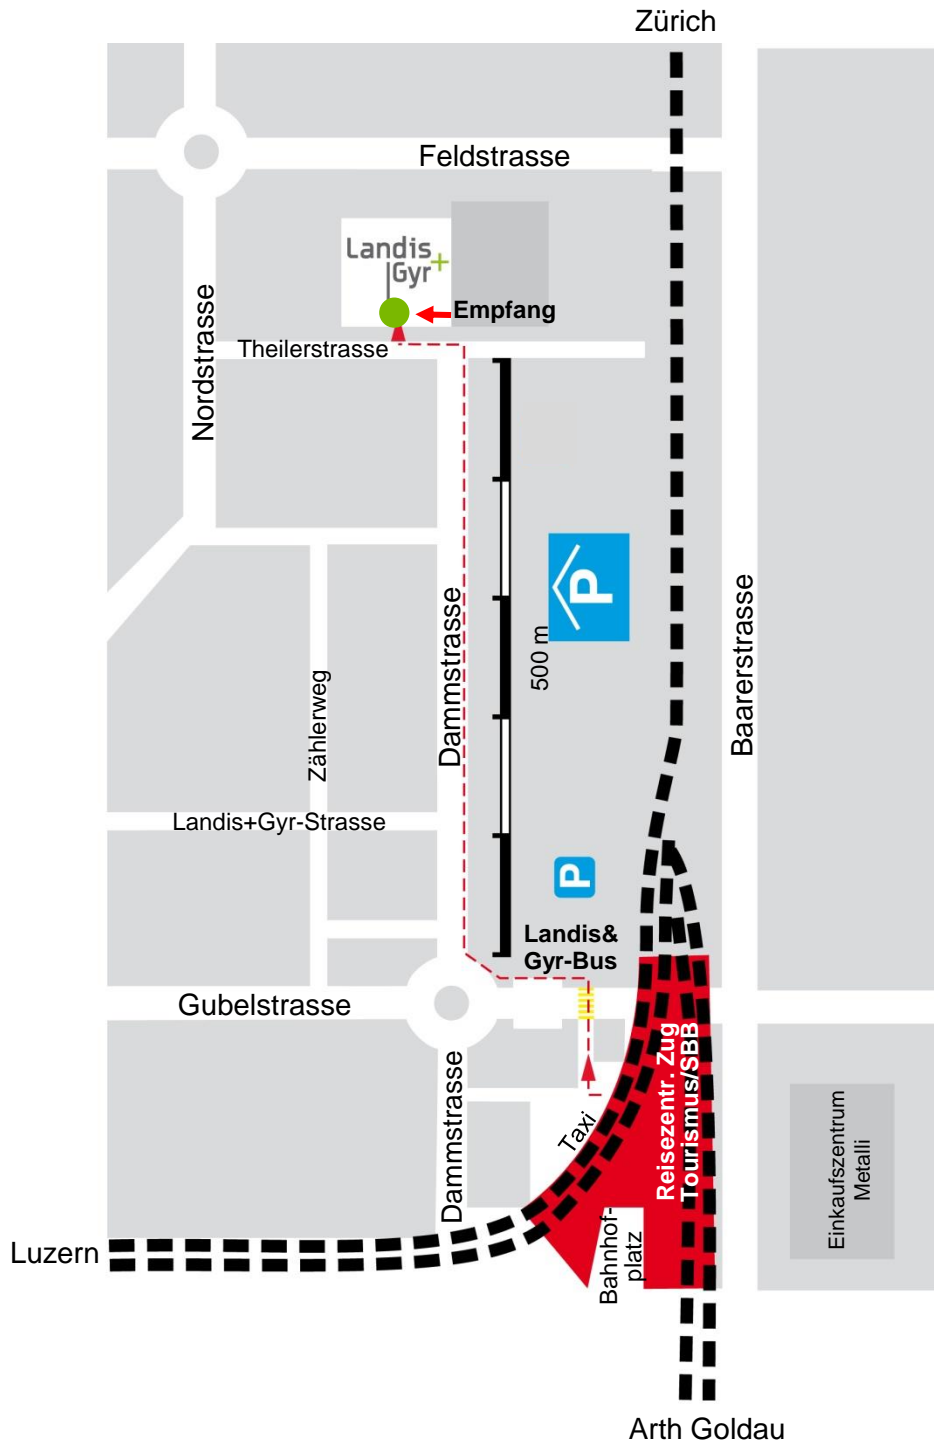 Zürich
Feldstrasse
Landis
Gyr+
Empfang
Theilerstrasse
Nordstrasse
P
500 m
Dammstrasse
Baarerstrasse
Zählerweg
Landis+Gyr-Strasse
P
Landis&
Gyr-Bus
Gubelstrasse
Reisezentr. Zug
Tourismus/SBB
Dammstrasse
Taxi
Einkaufszentrum
Metalli
Bahnhof-
platz
Luzern
Arth Goldau